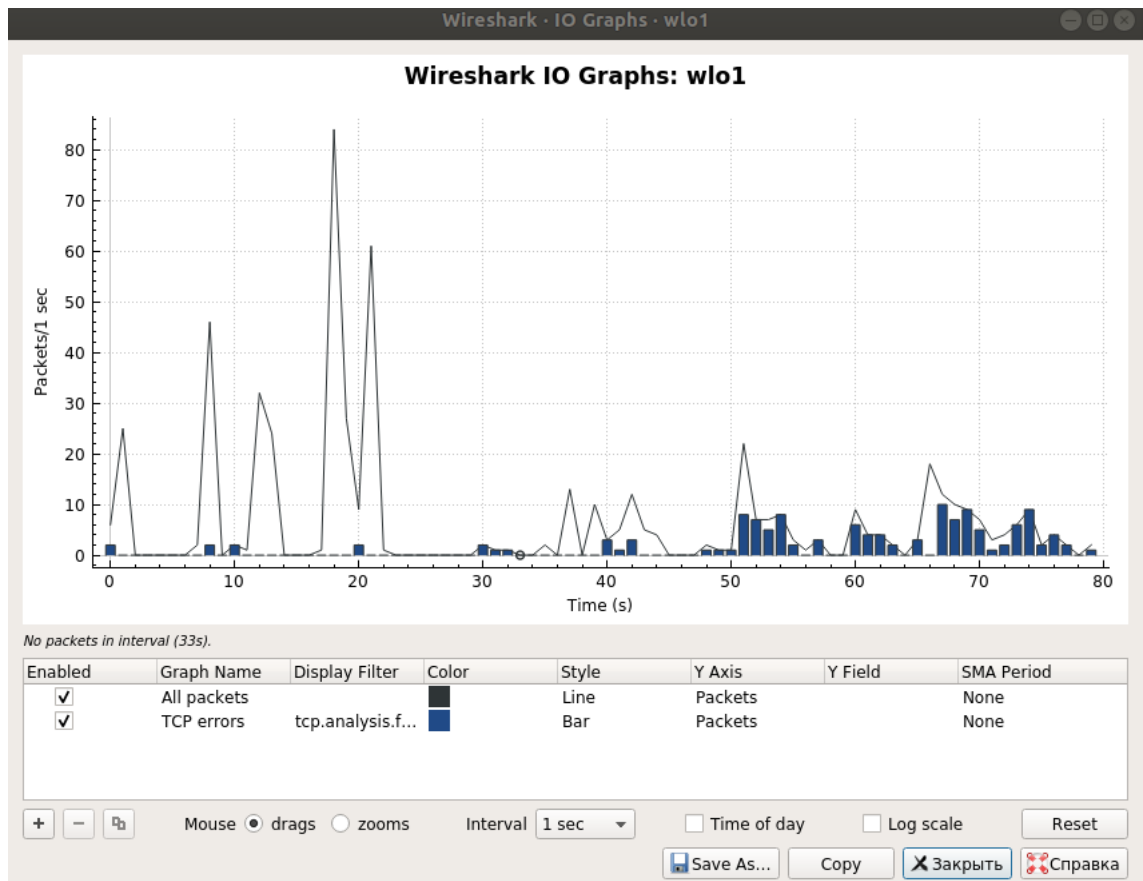 Wireshark · IO Graphs · wlo1
Wireshark IO Graphs: wlo1
Packets/1 sec
80
70
60
50
40
30
20
10
0
0 10 20 30 40 50 60 70 80
Time (s)
No packets in interval (33s).
Enabled Graph Name Display Filter Color Style Y Axis Y Field SMA Period
All packets Line Packets None
TCP errors tcp.analysis.f... Bar Packets None
Mouse drags zooms Interval 1 sec Time of day Log scale Reset
Save As... Copy Закрыть Справка